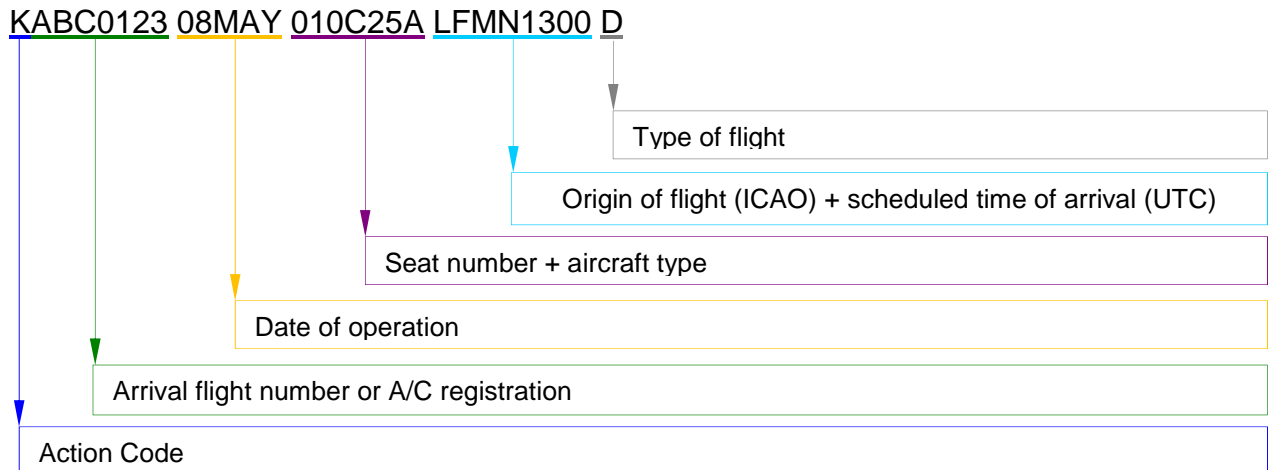 KABC0123 08MAY 010C25A LFMN1300 D
Type of flight
Origin of flight (ICAO) + scheduled time of arrival (UTC)
Seat number + aircraft type
Date of operation
Arrival flight number or A/C registration
Action Code